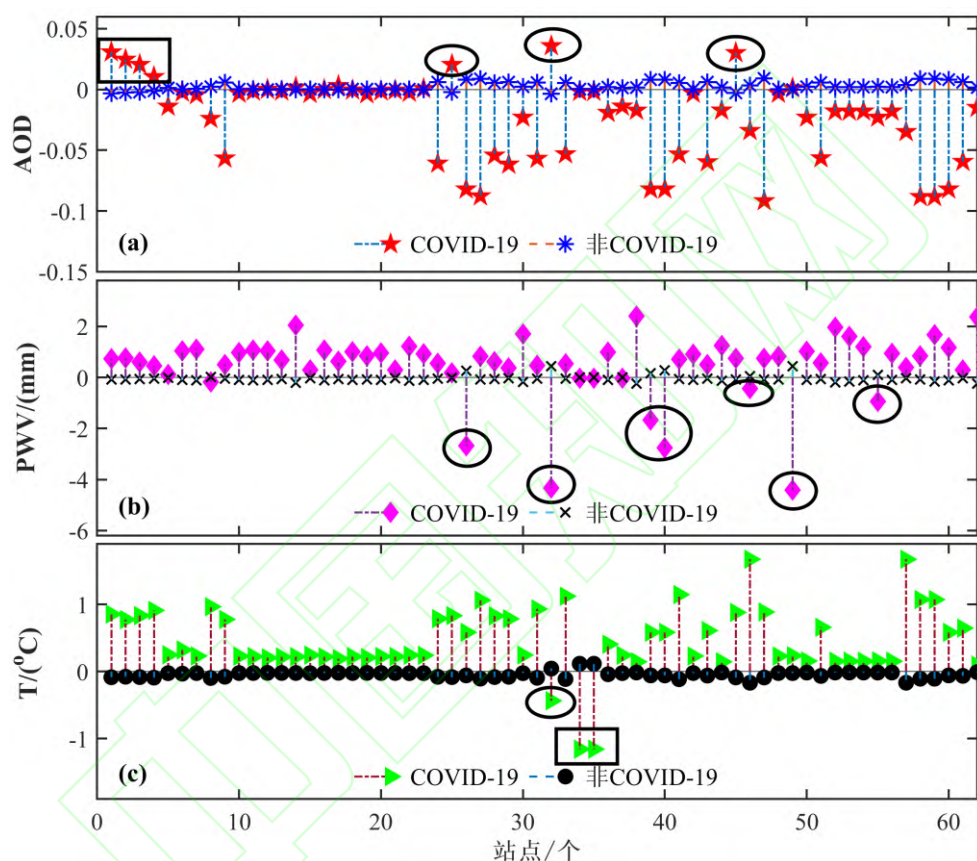 0.05
0
-0.05
-0.1
-0.15
AOD
(a)
COVID-19
非COVID-19
2
0
-2
-4
-6
PWV/(mm)
(b)
COVID-19
非COVID-19
1
0
-1
T/(⁰C)
(c)
COVID-19
非COVID-19
0 10 20 30 40 50 60
站点/个